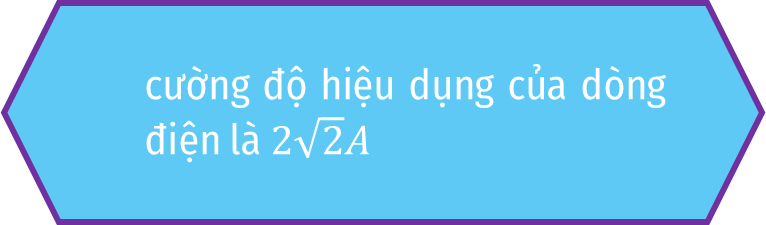 cường độ hiệu dụng của dòng
điện là 2√2A